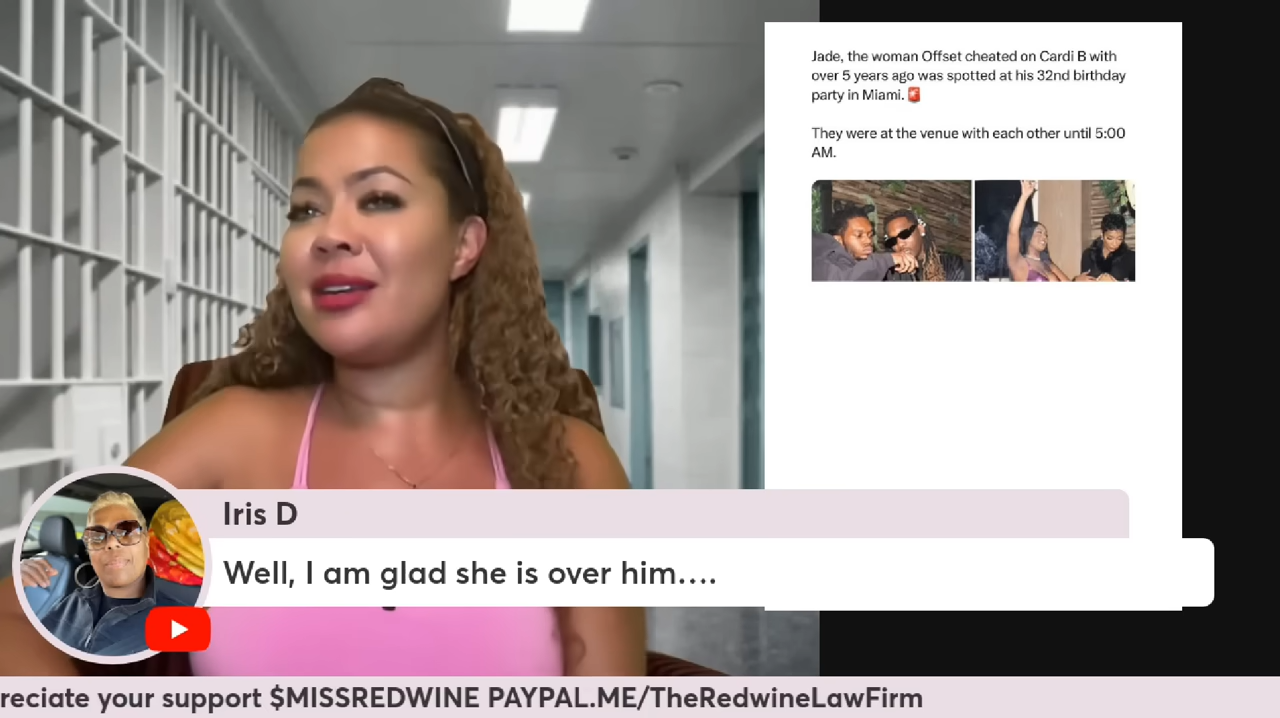 Jade, the woman Offset cheated on Cardi B with
over 5 years ago was spotted at his 32nd birthday
party in Miami. 🚨
They were at the venue with each other until 5:00
AM.
Iris D
Well, I am glad she is over him....
reciate your support $MISSREDWINE PAYPAL.ME/TheRedwineLawFirm